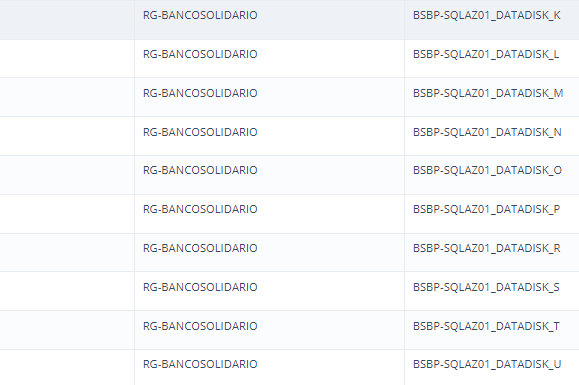 RG-BANCOSOLIDARIO BSBP-SQLAZ01_DATADISK_K
RG-BANCOSOLIDARIO BSBP-SQLAZ01_DATADISK_L
RG-BANCOSOLIDARIO BSBP-SQLAZ01_DATADISK_M
RG-BANCOSOLIDARIO BSBP-SQLAZ01_DATADISK_N
RG-BANCOSOLIDARIO BSBP-SQLAZ01_DATADISK_O
RG-BANCOSOLIDARIO BSBP-SQLAZ01_DATADISK_P
RG-BANCOSOLIDARIO BSBP-SQLAZ01_DATADISK_R
RG-BANCOSOLIDARIO BSBP-SQLAZ01_DATADISK_S
RG-BANCOSOLIDARIO BSBP-SQLAZ01_DATADISK_T
RG-BANCOSOLIDARIO BSBP-SQLAZ01_DATADISK_U